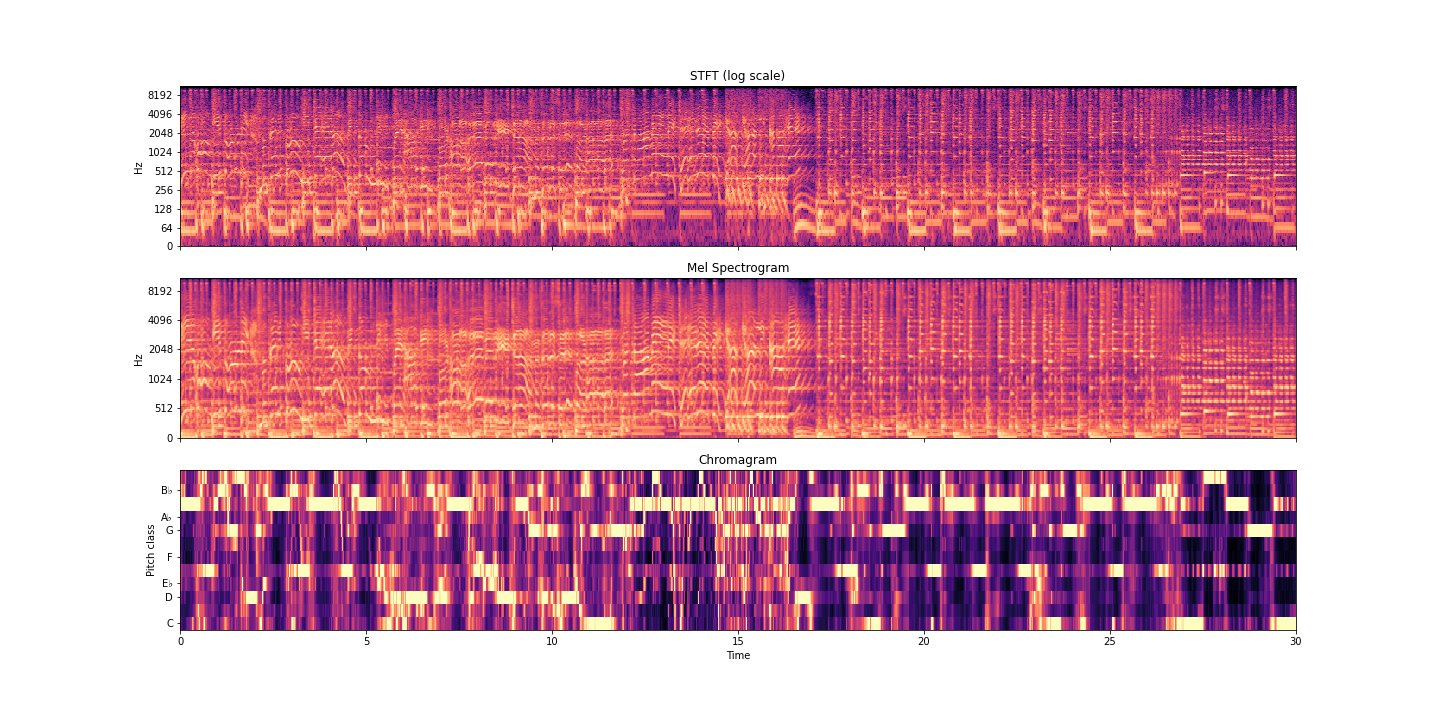 STFT (log scale)
8192
4096
2048
1024
512
256
128
64
0
Hz
Mel Spectrogram
8192
4096
2048
1024
512
0
Hz
Chromagram
B♭
A♭
G
F
E♭
D
C
Pitch class
0 5 10 15 20 25 30
Time